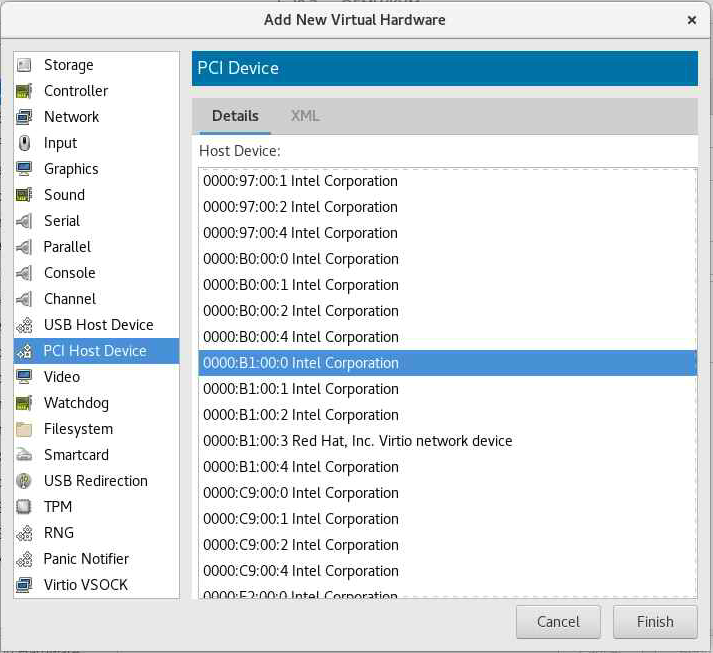 Add New Virtual Hardware
×
Storage
Controller
Network
Input
Graphics
Sound
Serial
Parallel
Console
Channel
USB Host Device
PCI Host Device
Video
Watchdog
Filesystem
Smartcard
USB Redirection
TPM
RNG
Panic Notifier
Virtio VSOCK
PCI Device
Details XML
Host Device:
0000:97:00:1 Intel Corporation
0000:97:00:2 Intel Corporation
0000:97:00:4 Intel Corporation
0000:B0:00:0 Intel Corporation
0000:B0:00:1 Intel Corporation
0000:B0:00:2 Intel Corporation
0000:B0:00:4 Intel Corporation
0000:B1:00:0 Intel Corporation
0000:B1:00:1 Intel Corporation
0000:B1:00:2 Intel Corporation
0000:B1:00:3 Red Hat, Inc. Virtio network device
0000:B1:00:4 Intel Corporation
0000:C9:00:0 Intel Corporation
0000:C9:00:1 Intel Corporation
0000:C9:00:2 Intel Corporation
0000:C9:00:4 Intel Corporation
Intel Corporation
Cancel Finish